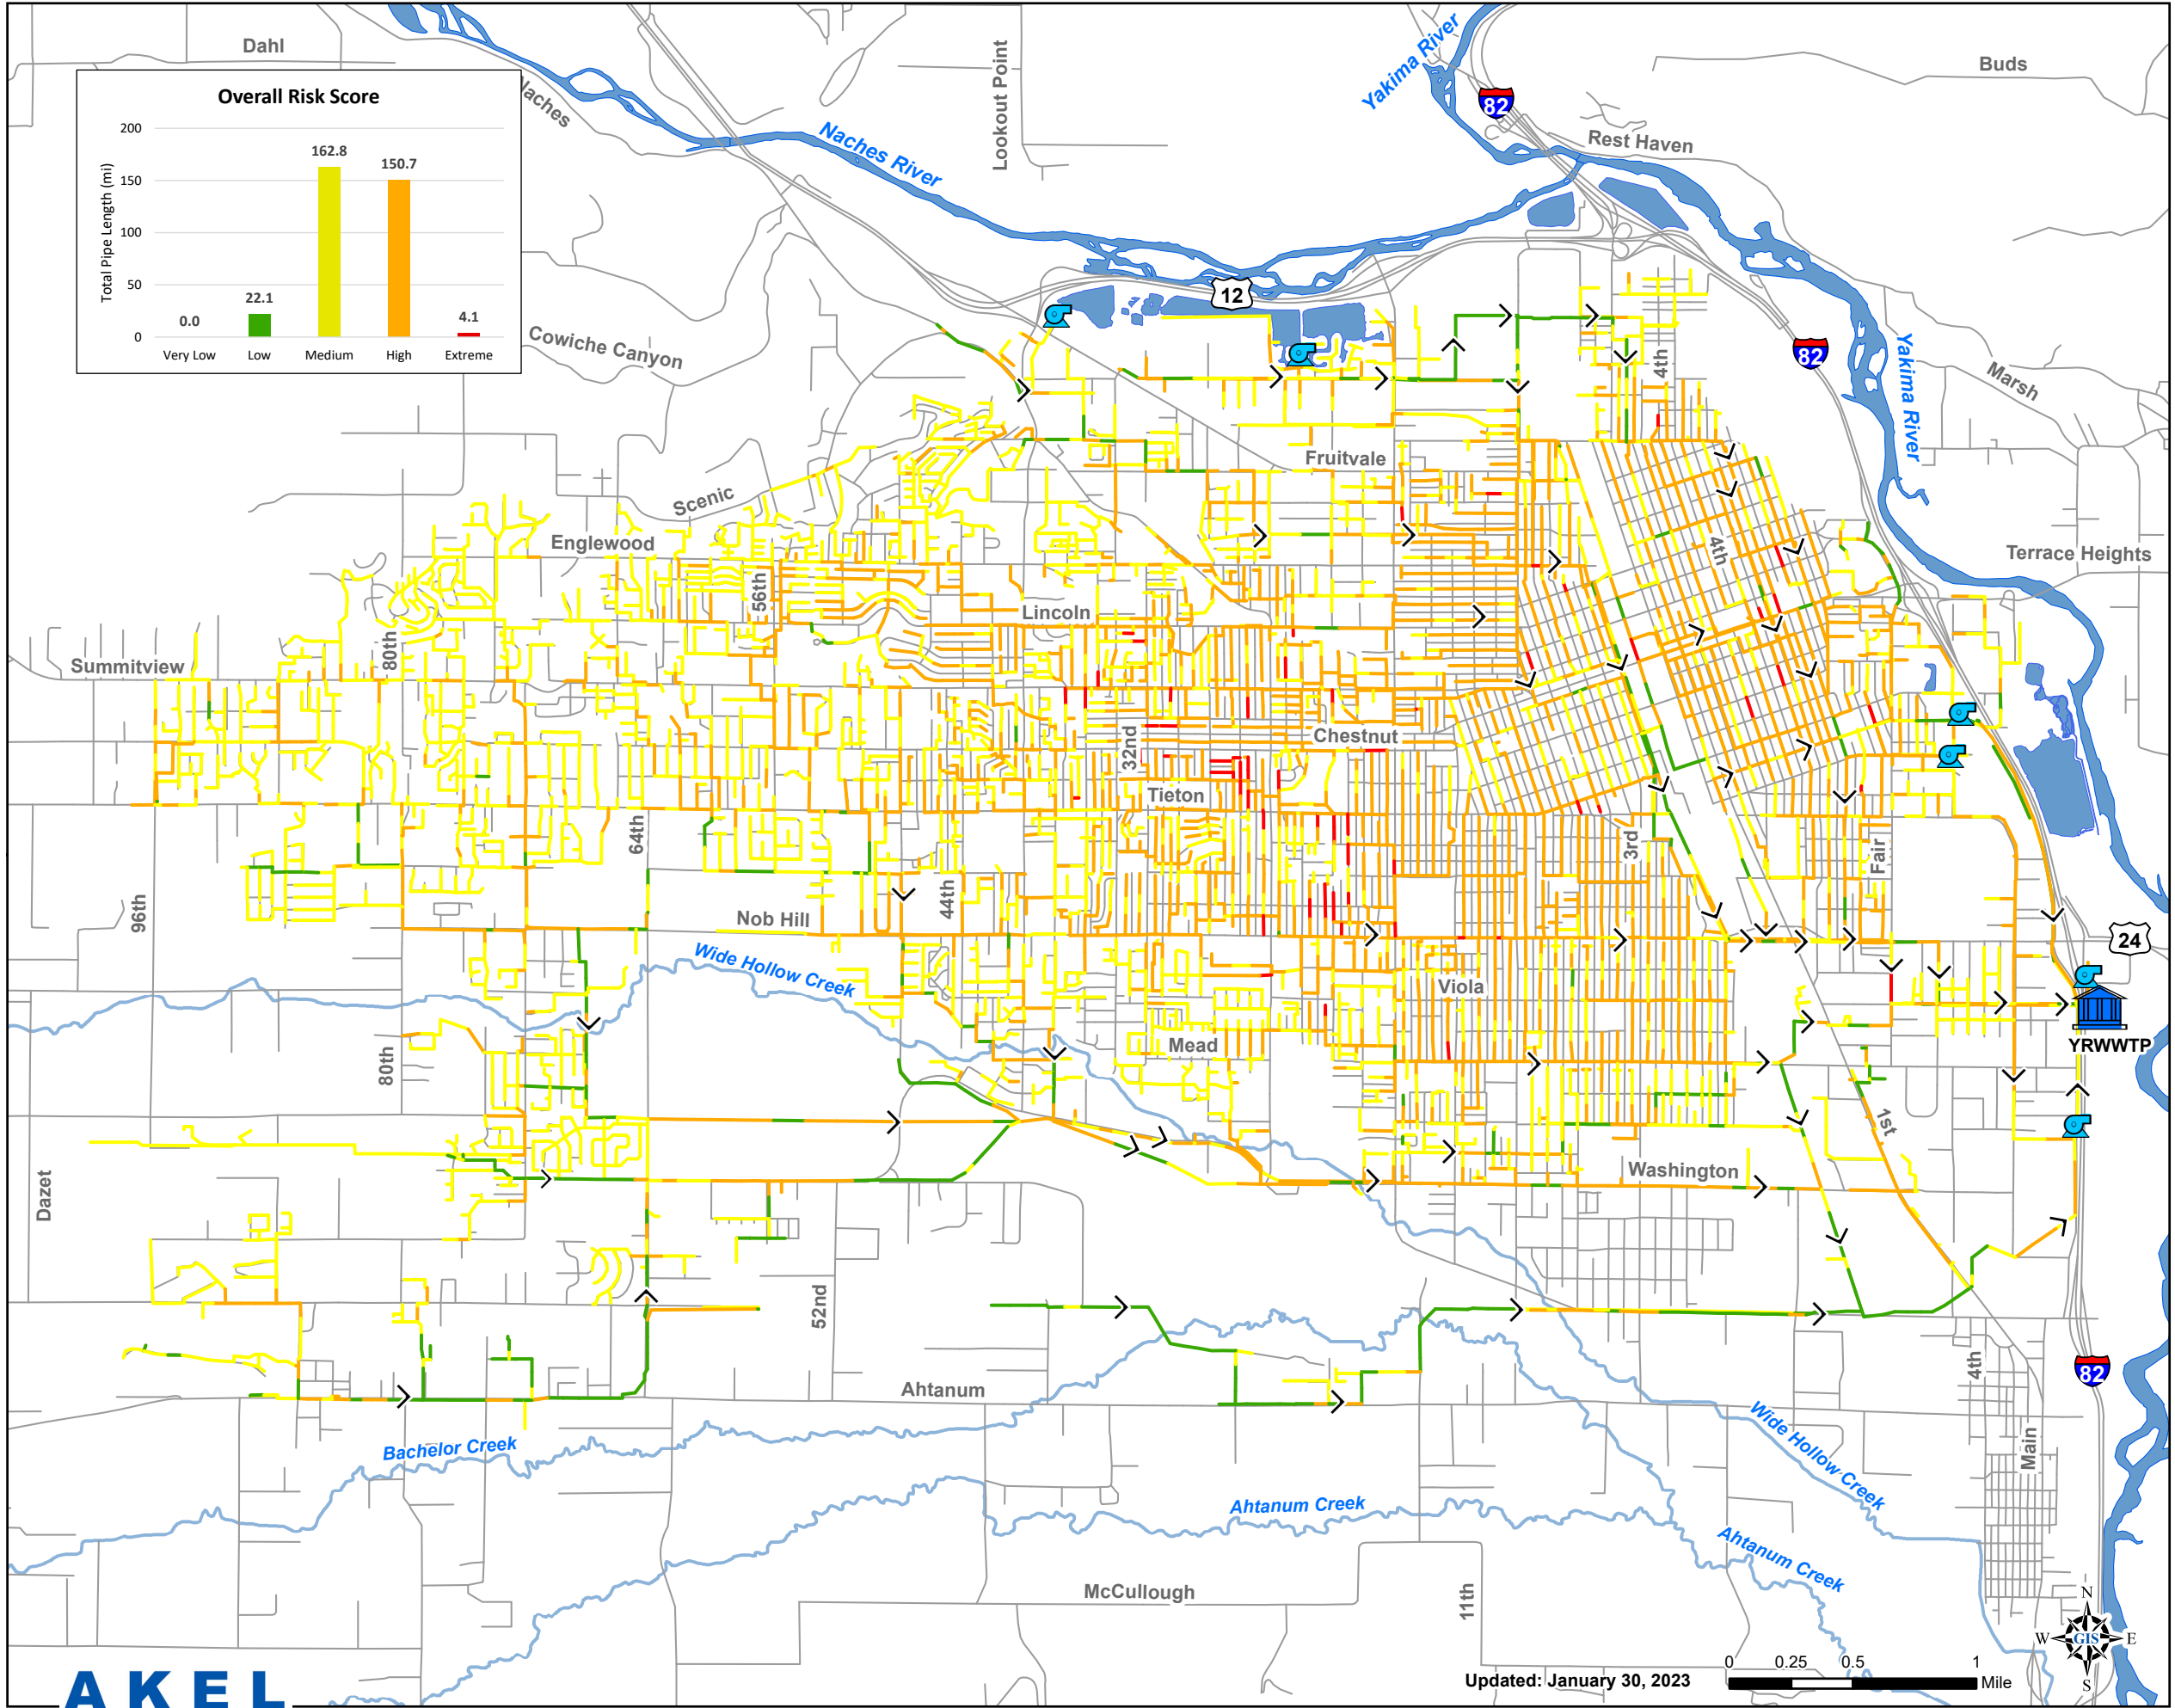 Dahl
Naches
Lookout Point
Yakima River
82
Buds
Rest Haven
Naches River
Overall Risk Score
Total Pipe Length (mi)
200
150
100
50
0
0.0
22.1
162.8
150.7
4.1
Very Low
Low
Medium
High
Extreme
Cowiche Canyon
12
4th
82
Yakima River
Marsh
Fruitvale
Scenic
Englewood
56th
4th
Terrace Heights
Lincoln
Summitview
80th
32nd
Chestnut
Tieton
64th
3rd
Fair
96th
44th
Nob Hill
24
Wide Hollow Creek
Viola
YRWWTP
Mead
80th
1st
Dazet
Washington
52nd
4th
82
Ahtanum
Bachelor Creek
Wide Hollow Creek
Main
Ahtanum Creek
Ahtanum Creek
McCullough
11th
N
W
GIS
E
S
AKEL
Updated: January 30, 2023
0
0.25
0.5
1
Mile